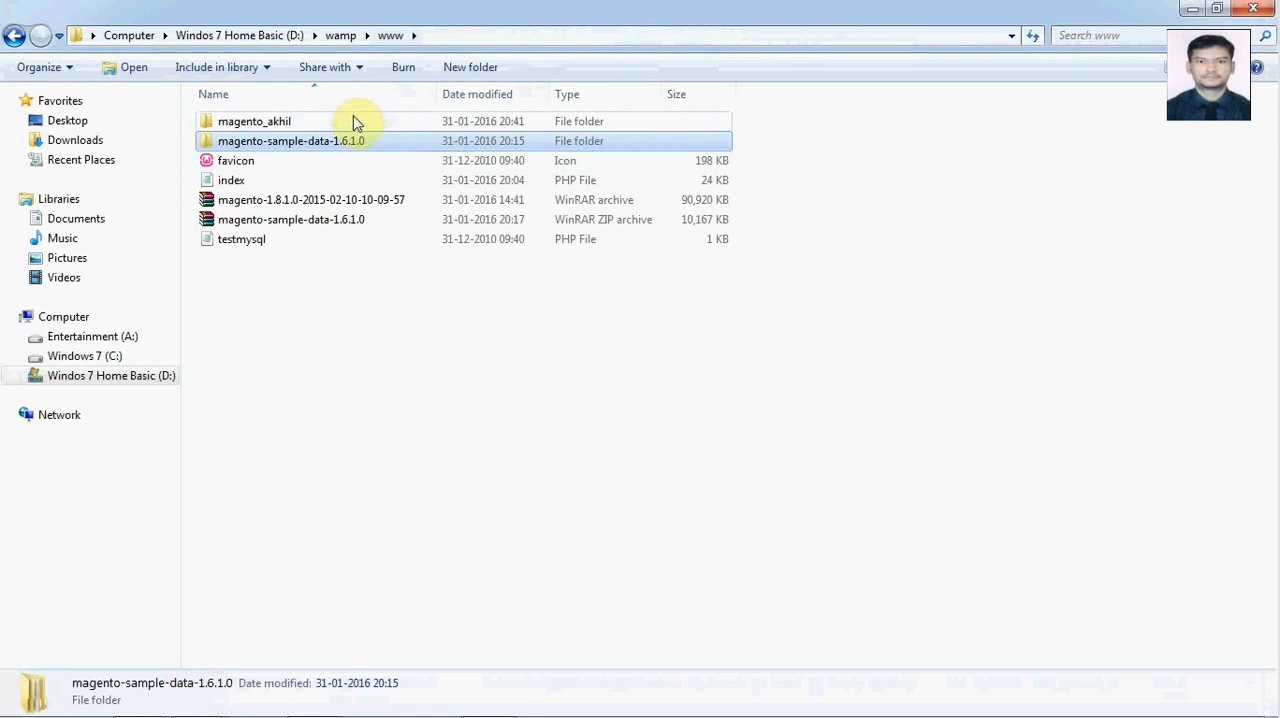 Computer Windos 7 Home Basic (D:) wamp www Search www
Organize Open Include in library Share with Burn New folder
Name Date modified Type Size
Favorites
Desktop
Downloads
Recent Places
Libraries
Documents
Music
Pictures
Videos
Computer
Entertainment (A:)
Windows 7 (C:)
Windos 7 Home Basic (D:)
Network
magento_akhil 31-01-2016 20:41 File folder
magento-sample-data-1.6.1.0 31-01-2016 20:15 File folder
favicon 31-12-2010 09:40 Icon 198 KB
index 31-01-2016 20:04 PHP File 24 KB
magento-1.8.1.0-2015-02-10-10-09-57 31-01-2016 14:41 WinRAR archive 90,920 KB
magento-sample-data-1.6.1.0 31-01-2016 20:17 WinRAR ZIP archive 10,167 KB
testmysql 31-12-2010 09:40 PHP File 1 KB
magento-sample-data-1.6.1.0 Date modified: 31-01-2016 20:15
File folder